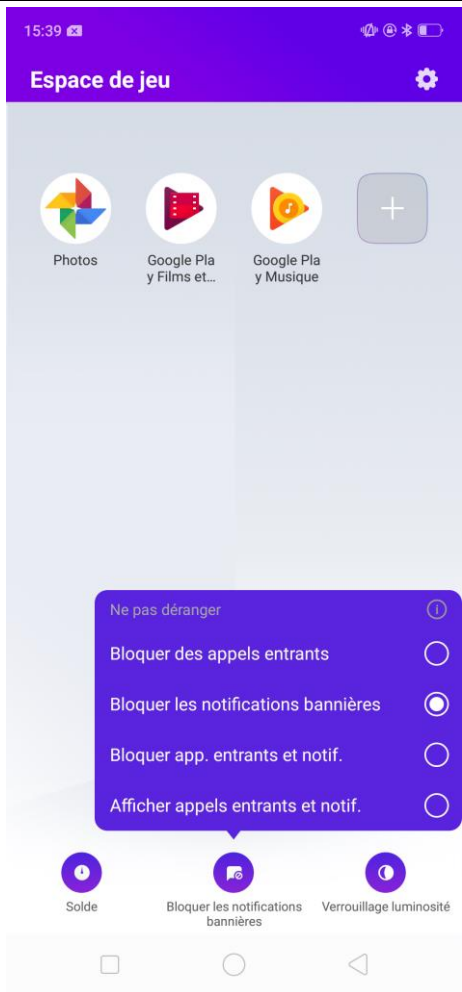 15:39
Espace de jeu
Photos
Google Pla
y Films et...
Google Pla
y Musique
Ne pas déranger
Bloquer des appels entrants
Bloquer les notifications bannières
Bloquer app. entrants et notif.
Afficher appels entrants et notif.
Solde
Bloquer les notifications
bannières
Verrouillage luminosité